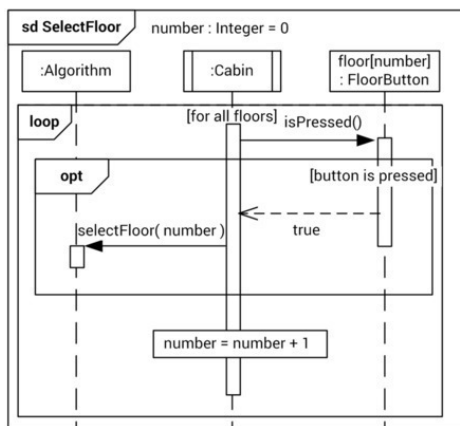 sd SelectFloor number : Integer = 0
:Algorithm
:Cabin
floor[number]
: FloorButton
loop
[for all floors]
isPressed()
opt
[button is pressed]
true
selectFloor( number )
number = number + 1